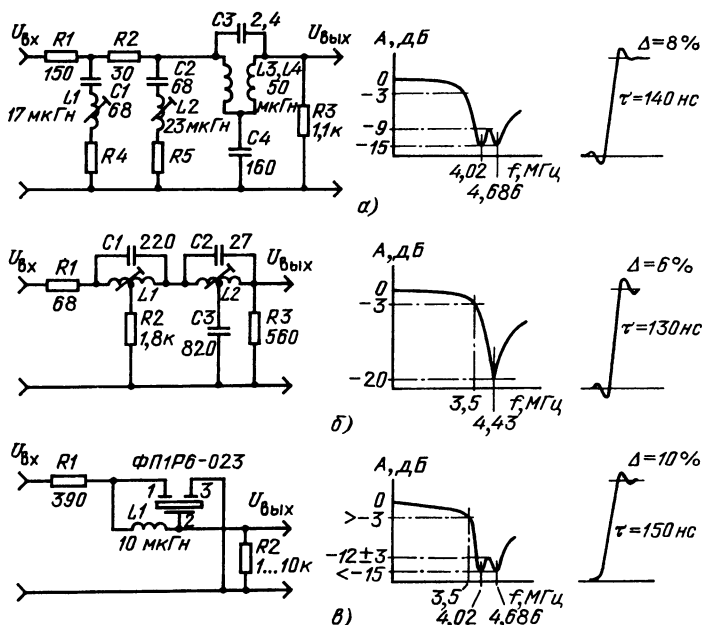 Uвх R1 150 R2 30 C3 2,4 Uвых
L1 17 мкГн C1 68 C2 68 L2 23мкГн L3, L4 50 мкГн R3 1,1к
R4 R5 C4 160
A, дБ 0 −3 −9 −15
4,02 4,686 f, МГц
Δ=8%
τ=140 нс
а)
Uвх R1 68 C1 220 C2 27 Uвых
L1 L2
R2 1,8к C3 820 R3 560
A, дБ 0 −3 −20
3,5 4,43 f, МГц
Δ=6%
τ=130 нс
б)
Uвх R1 390 ФП1Р6-023
1 3 2
L1 10 мкГн Uвых
R2 1...10к
A, дБ 0 >−3 −12±3 <−15
3,5 4,02 4,686 f, МГц
Δ=10%
τ=150 нс
в)